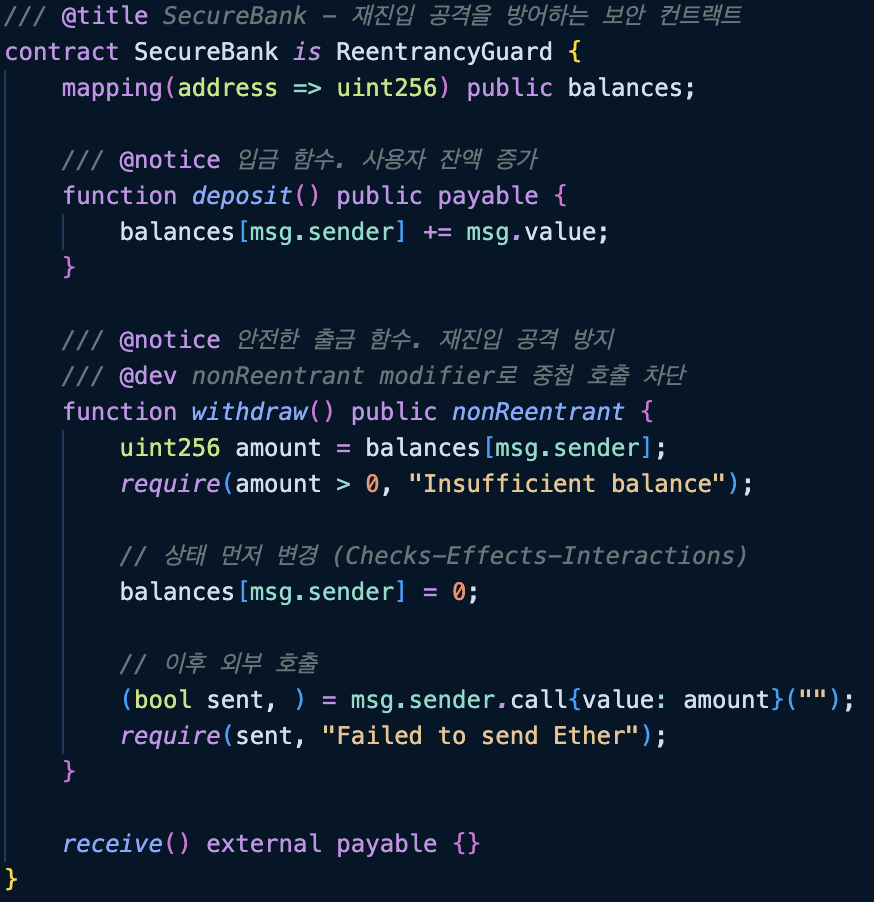 /// @title SecureBank - 재진입 공격을 방어하는 보안 컨트랙트
contract SecureBank is ReentrancyGuard {
    mapping(address => uint256) public balances;

    /// @notice 입금 함수. 사용자 잔액 증가
    function deposit() public payable {
        balances[msg.sender] += msg.value;
    }

    /// @notice 안전한 출금 함수. 재진입 공격 방지
    /// @dev nonReentrant modifier로 중첩 호출 차단
    function withdraw() public nonReentrant {
        uint256 amount = balances[msg.sender];
        require(amount > 0, "Insufficient balance");

        // 상태 먼저 변경 (Checks-Effects-Interactions)
        balances[msg.sender] = 0;

        // 이후 외부 호출
        (bool sent, ) = msg.sender.call{value: amount}("");
        require(sent, "Failed to send Ether");
    }

    receive() external payable {}
}